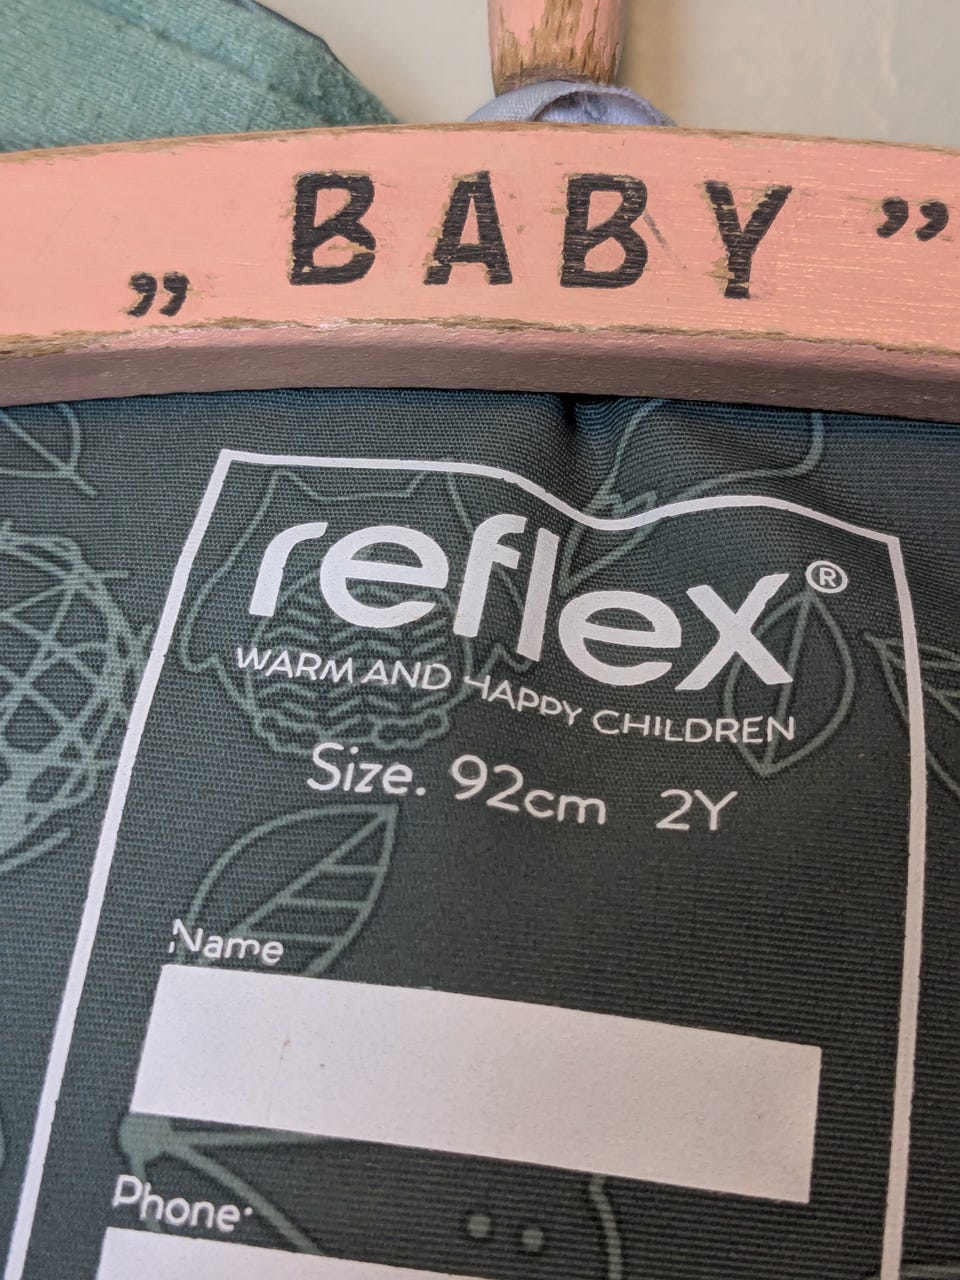 „ BABY ”
reflex®
WARM AND HAPPY CHILDREN
Size. 92cm 2Y
Name
Phone